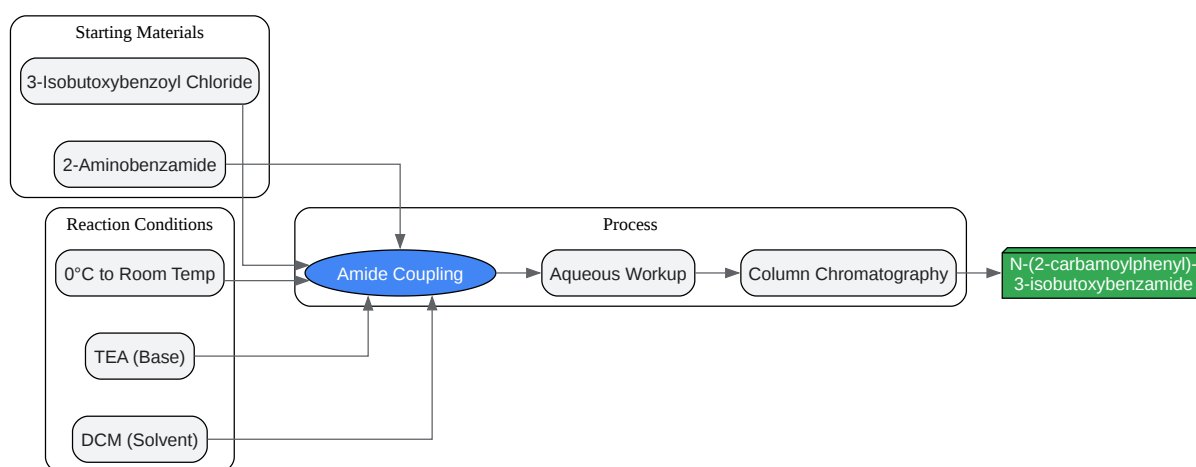 Starting Materials
3-Isobutoxybenzoyl Chloride
2-Aminobenzamide
Reaction Conditions
0°C to Room Temp
TEA (Base)
DCM (Solvent)
Process
Amide Coupling
Aqueous Workup
Column Chromatography
N-(2-carbamoylphenyl)-
3-isobutoxybenzamide